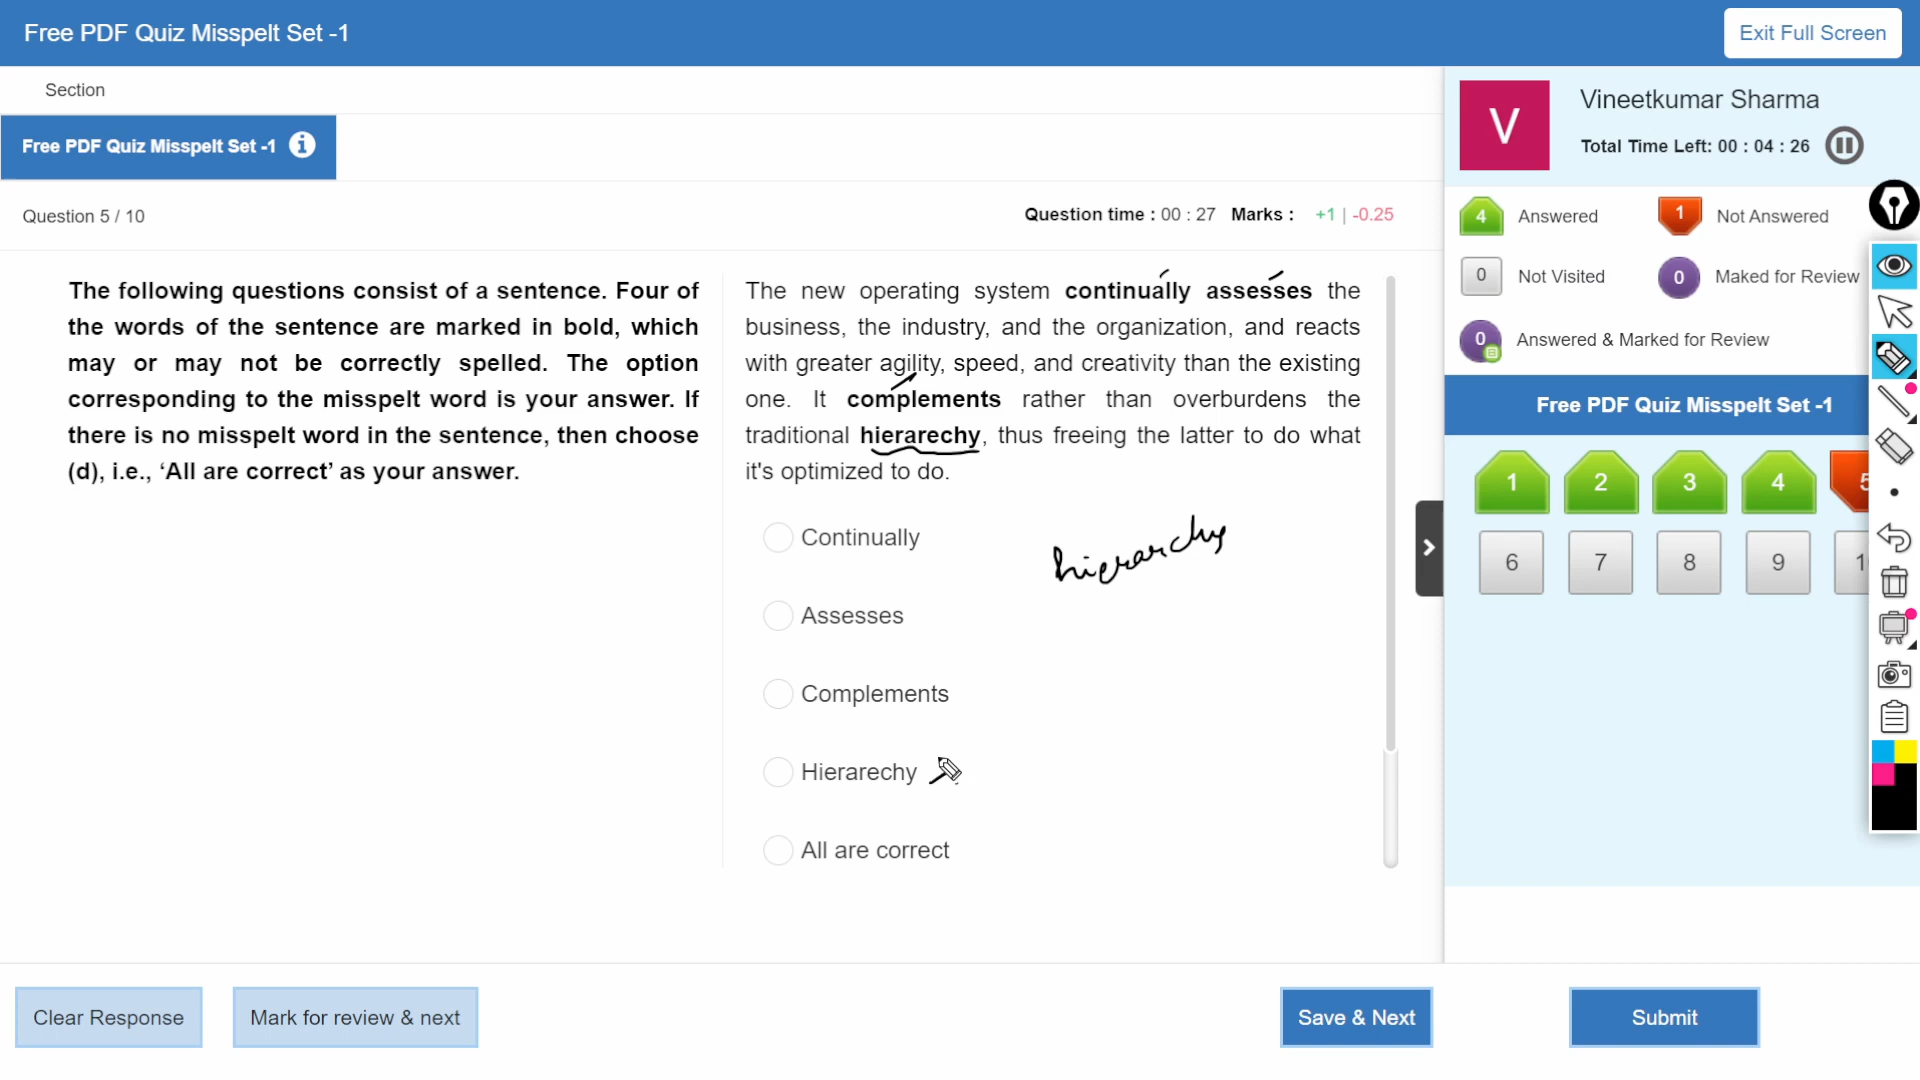 Free PDF Quiz Misspelt Set -1
Exit Full Screen
Section
Free PDF Quiz Misspelt Set -1 i
Question 5 / 10
Question time : 00 : 27 Marks : +1 | -0.25
The following questions consist of a sentence. Four of
the words of the sentence are marked in bold, which
may or may not be correctly spelled. The option
corresponding to the misspelt word is your answer. If
there is no misspelt word in the sentence, then choose
(d), i.e., ‘All are correct’ as your answer.
The new operating system continually assesses the
business, the industry, and the organization, and reacts
with greater agility, speed, and creativity than the existing
one. It complements rather than overburdens the
traditional hierarechy, thus freeing the latter to do what
it's optimized to do.
Continually
hierarchy
Assesses
Complements
Hierarechy
All are correct
V
Vineetkumar Sharma
Total Time Left: 00 : 04 : 26
4 Answered
1 Not Answered
0 Not Visited
0 Maked for Review
0 Answered & Marked for Review
Free PDF Quiz Misspelt Set -1
1 2 3 4 5
6 7 8 9 1
Clear Response
Mark for review & next
Save & Next
Submit